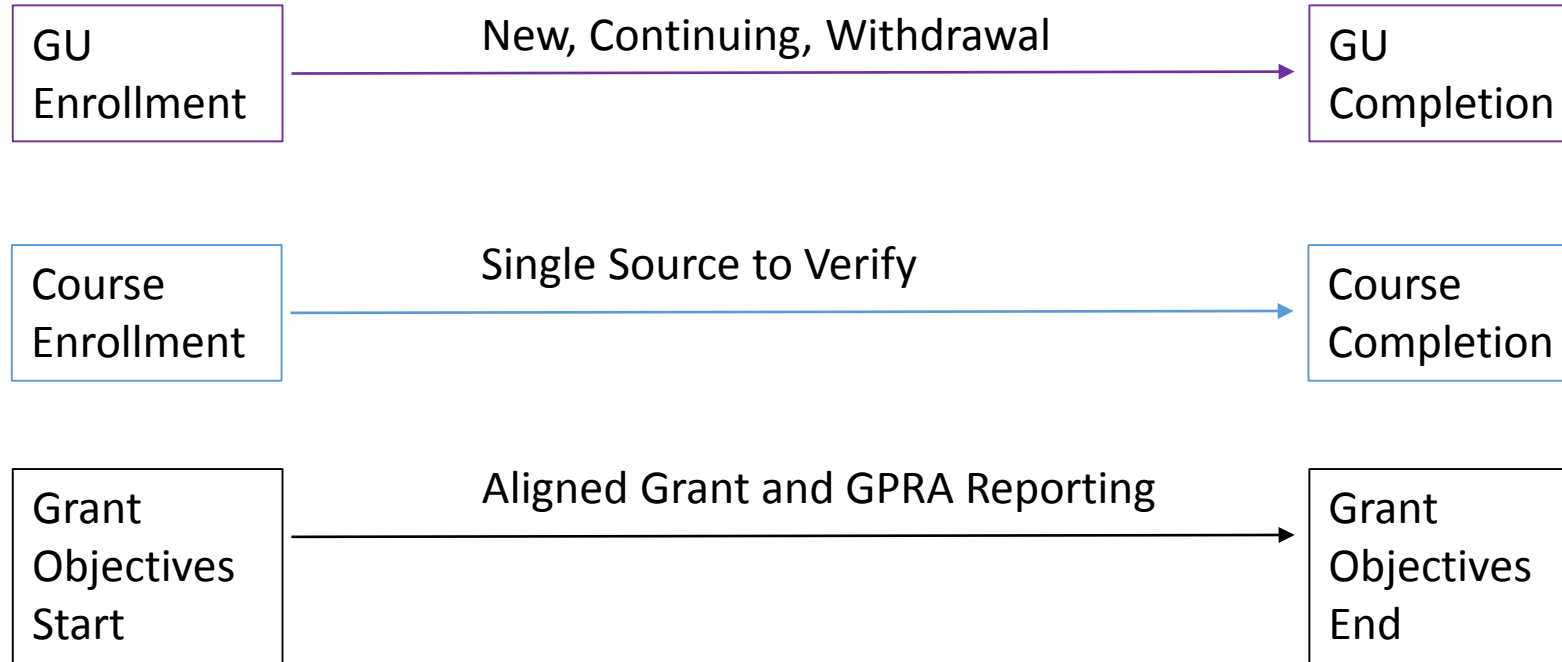 GU
Enrollment
New, Continuing, Withdrawal
GU
Completion
Course
Enrollment
Single Source to Verify
Course
Completion
Grant
Objectives
Start
Aligned Grant and GPRA Reporting
Grant
Objectives
End